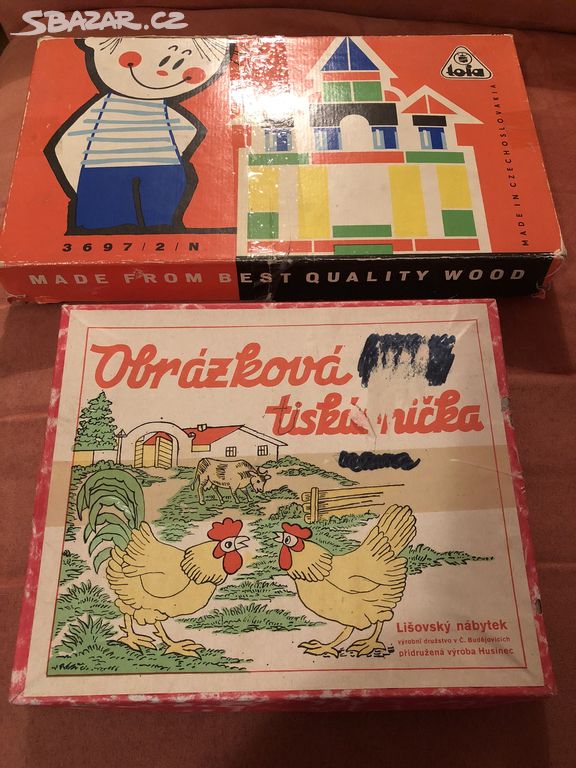 SBAZAR.CZ
tofa
MADE IN CZECHOSLOVAKIA
3697/2/N
MADE FROM BEST QUALITY WOOD
Obrázková
tiskárnička
Lišovský nábytek
výrobní družstvo v Č. Budějovicích
přidružená výroba Husinec